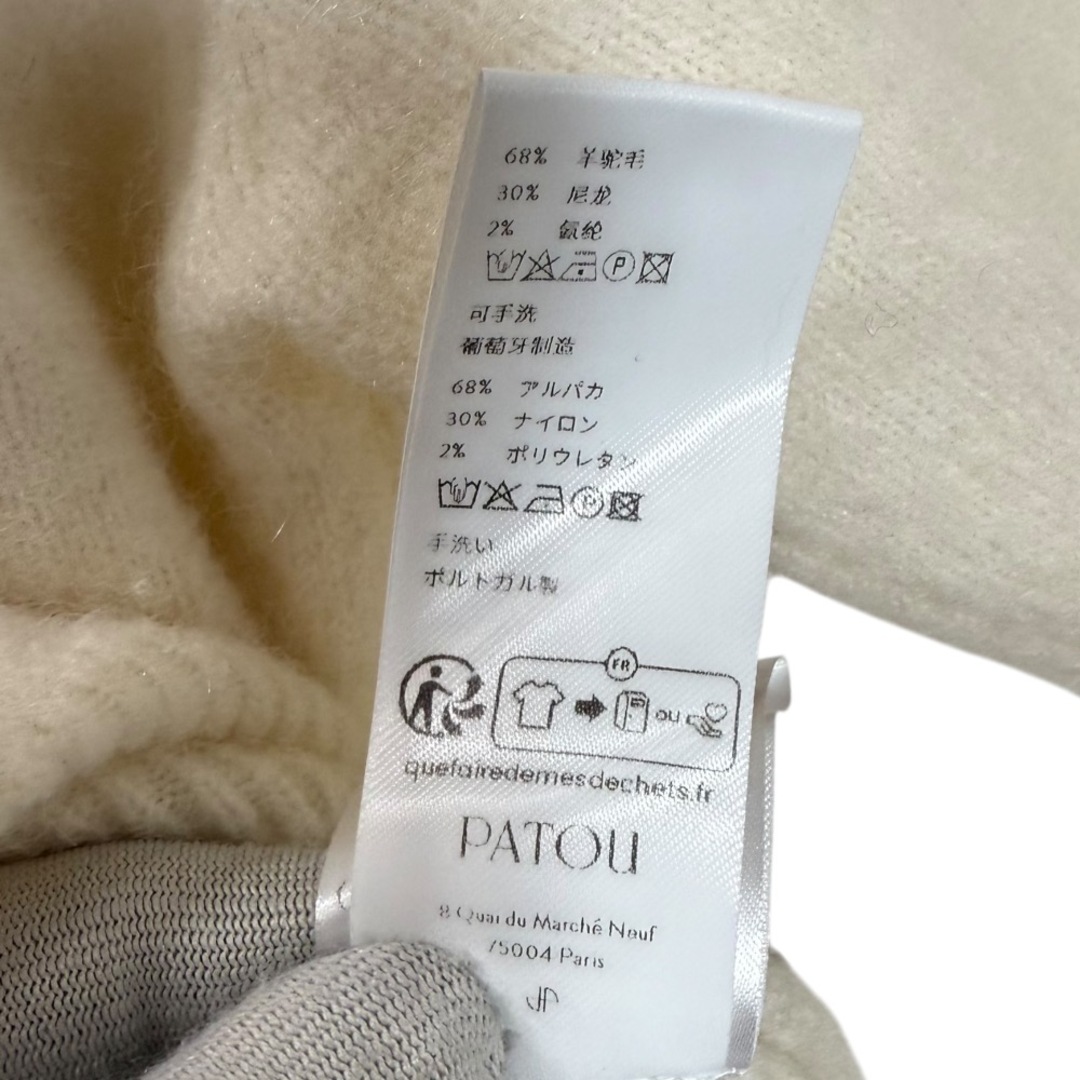 68% 羊驼毛
30% 尼龙
2% 氨纶
P
可手洗
葡萄牙制造
68% アルパカ
30% ナイロン
2% ポリウレタン
P
手洗い
ポルトガル製
FR
ou
quefairedemesdechets.fr
PATOU
8 Quai du Marché Neuf
75004 Paris
JP